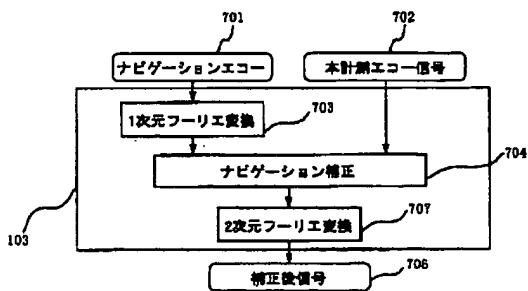 701
702
ナビゲーションエコー
本計測エコー信号
703
1次元フーリエ変換
704
ナビゲーション補正
103
707
2次元フーリエ変換
706
補正後信号